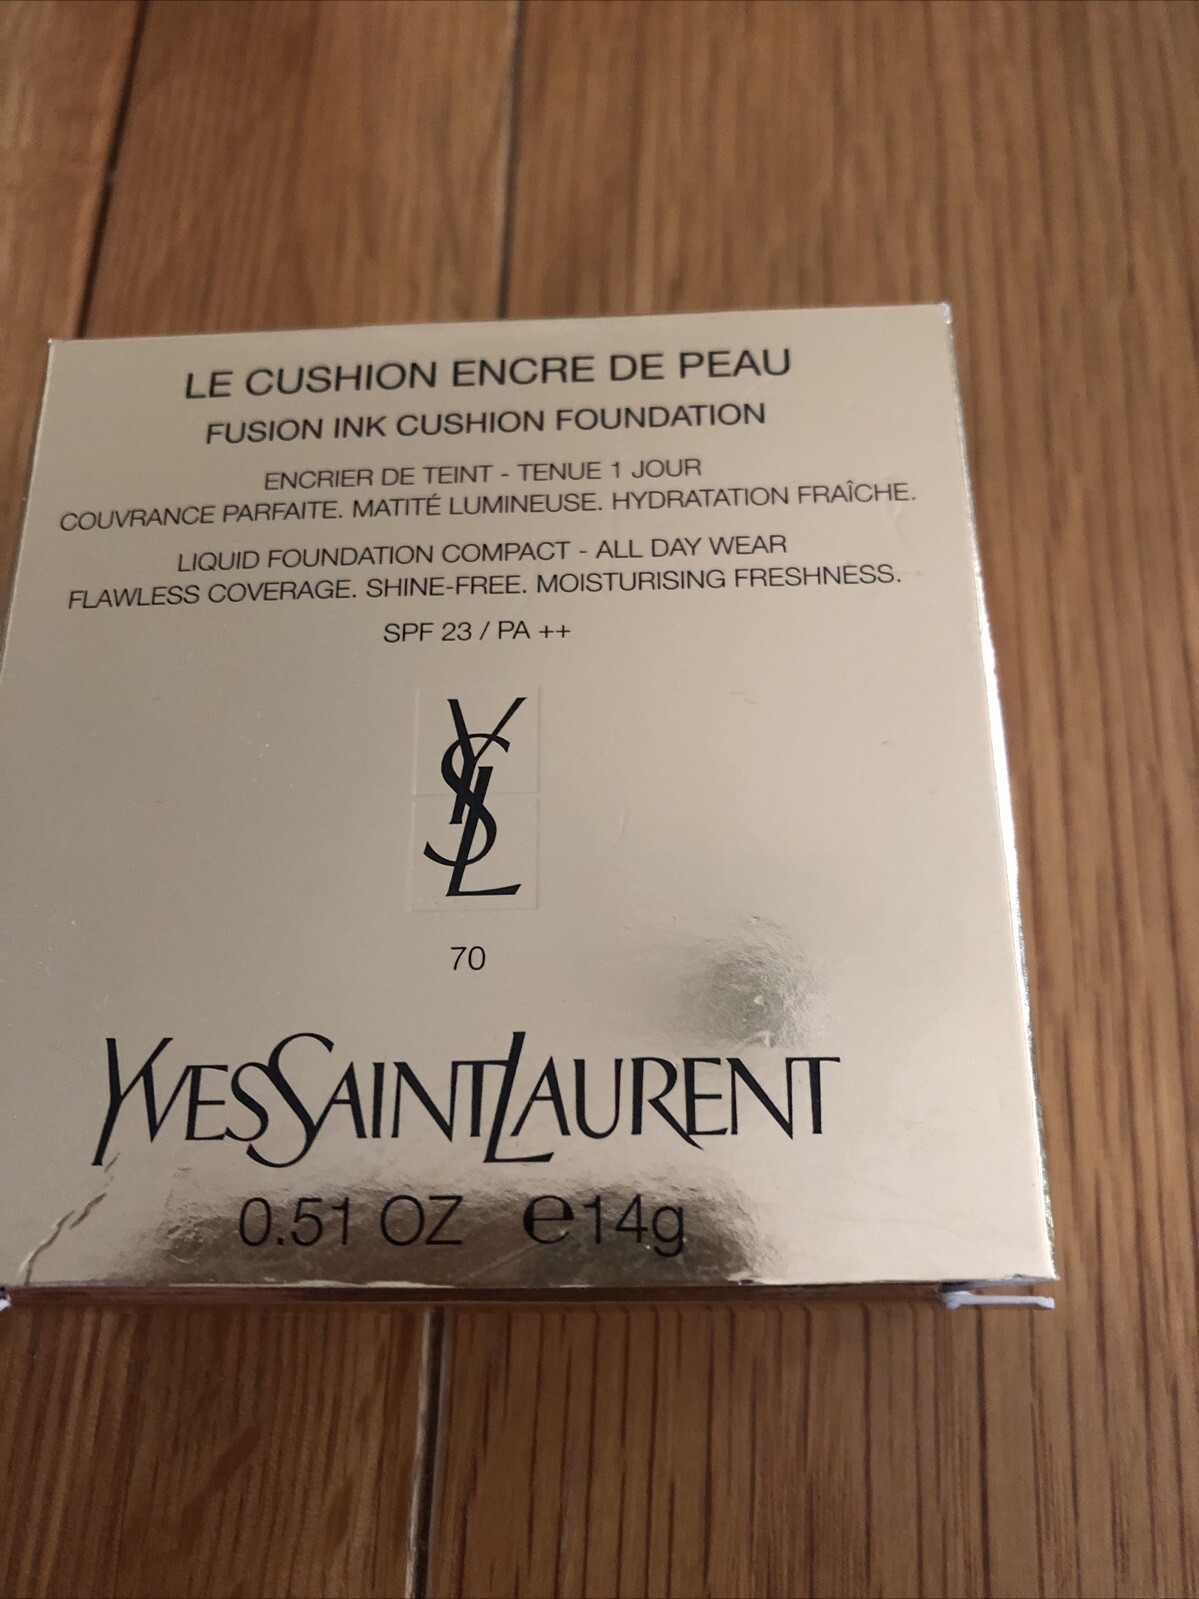 LE CUSHION ENCRE DE PEAU
FUSION INK CUSHION FOUNDATION
ENCRIER DE TEINT - TENUE 1 JOUR
COUVRANCE PARFAITE. MATITÉ LUMINEUSE. HYDRATATION FRAÎCHE.
LIQUID FOUNDATION COMPACT - ALL DAY WEAR
FLAWLESS COVERAGE. SHINE-FREE. MOISTURISING FRESHNESS.
SPF 23 / PA ++
YSL
70
YVESSAINTLAURENT
0.51 OZ e14g